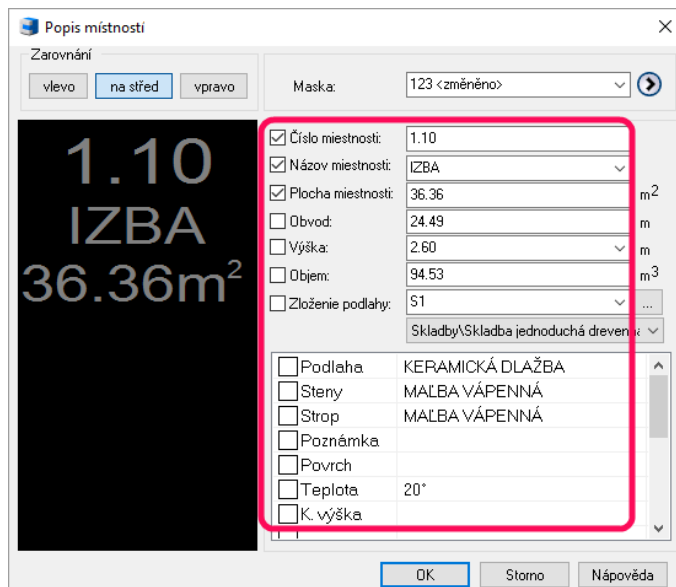 Popis místností
Zarovnání
vlevo na střed vpravo
Maska: 123 <změněno>
1.10
IZBA
36.36m²
Číslo miestnosti: 1.10
Názov miestnosti: IZBA
Plocha miestnosti: 36.36 m2
Obvod: 24.49 m
Výška: 2.60 m
Objem: 94.53 m3
Zloženie podlahy: S1 ...
Skladby\Skladba jednoduchá drevenná
Podlaha KERAMICKÁ DLAŽBA
Steny MAĽBA VÁPENNÁ
Strop MAĽBA VÁPENNÁ
Poznámka
Povrch
Teplota 20°
K. výška
OK Storno Nápověda